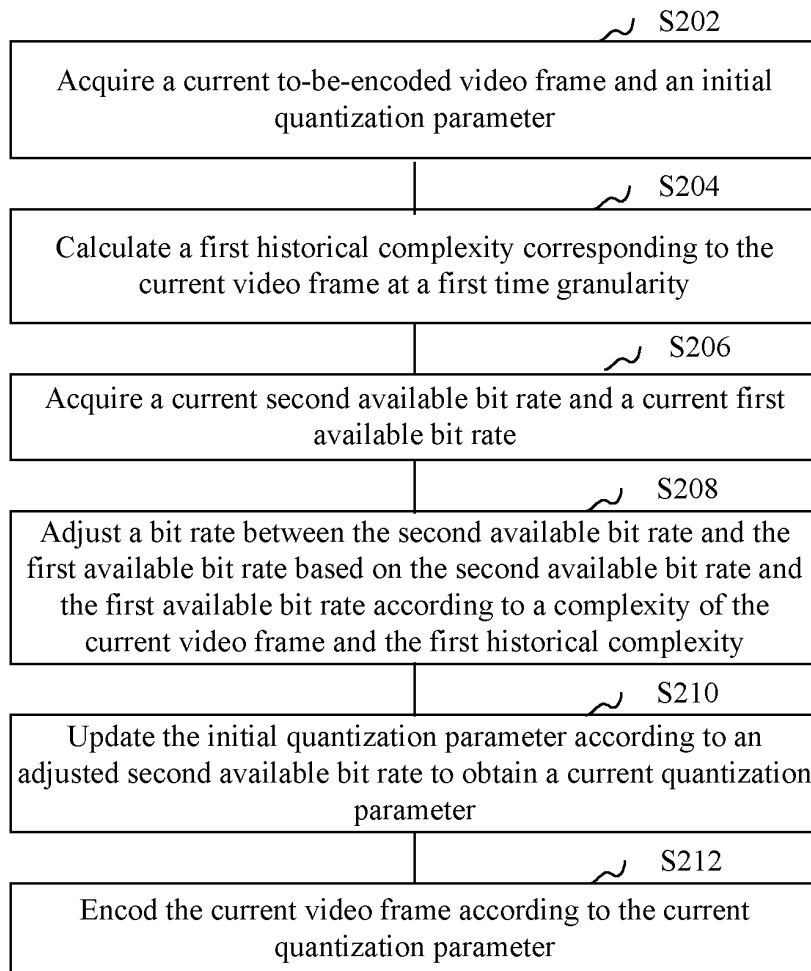 S202
Acquire a current to-be-encoded video frame and an initial
quantization parameter
S204
Calculate a first historical complexity corresponding to the
current video frame at a first time granularity
S206
Acquire a current second available bit rate and a current first
available bit rate
S208
Adjust a bit rate between the second available bit rate and the
first available bit rate based on the second available bit rate and
the first available bit rate according to a complexity of the
current video frame and the first historical complexity
S210
Update the initial quantization parameter according to an
adjusted second available bit rate to obtain a current quantization
parameter
S212
Encod the current video frame according to the current
quantization parameter